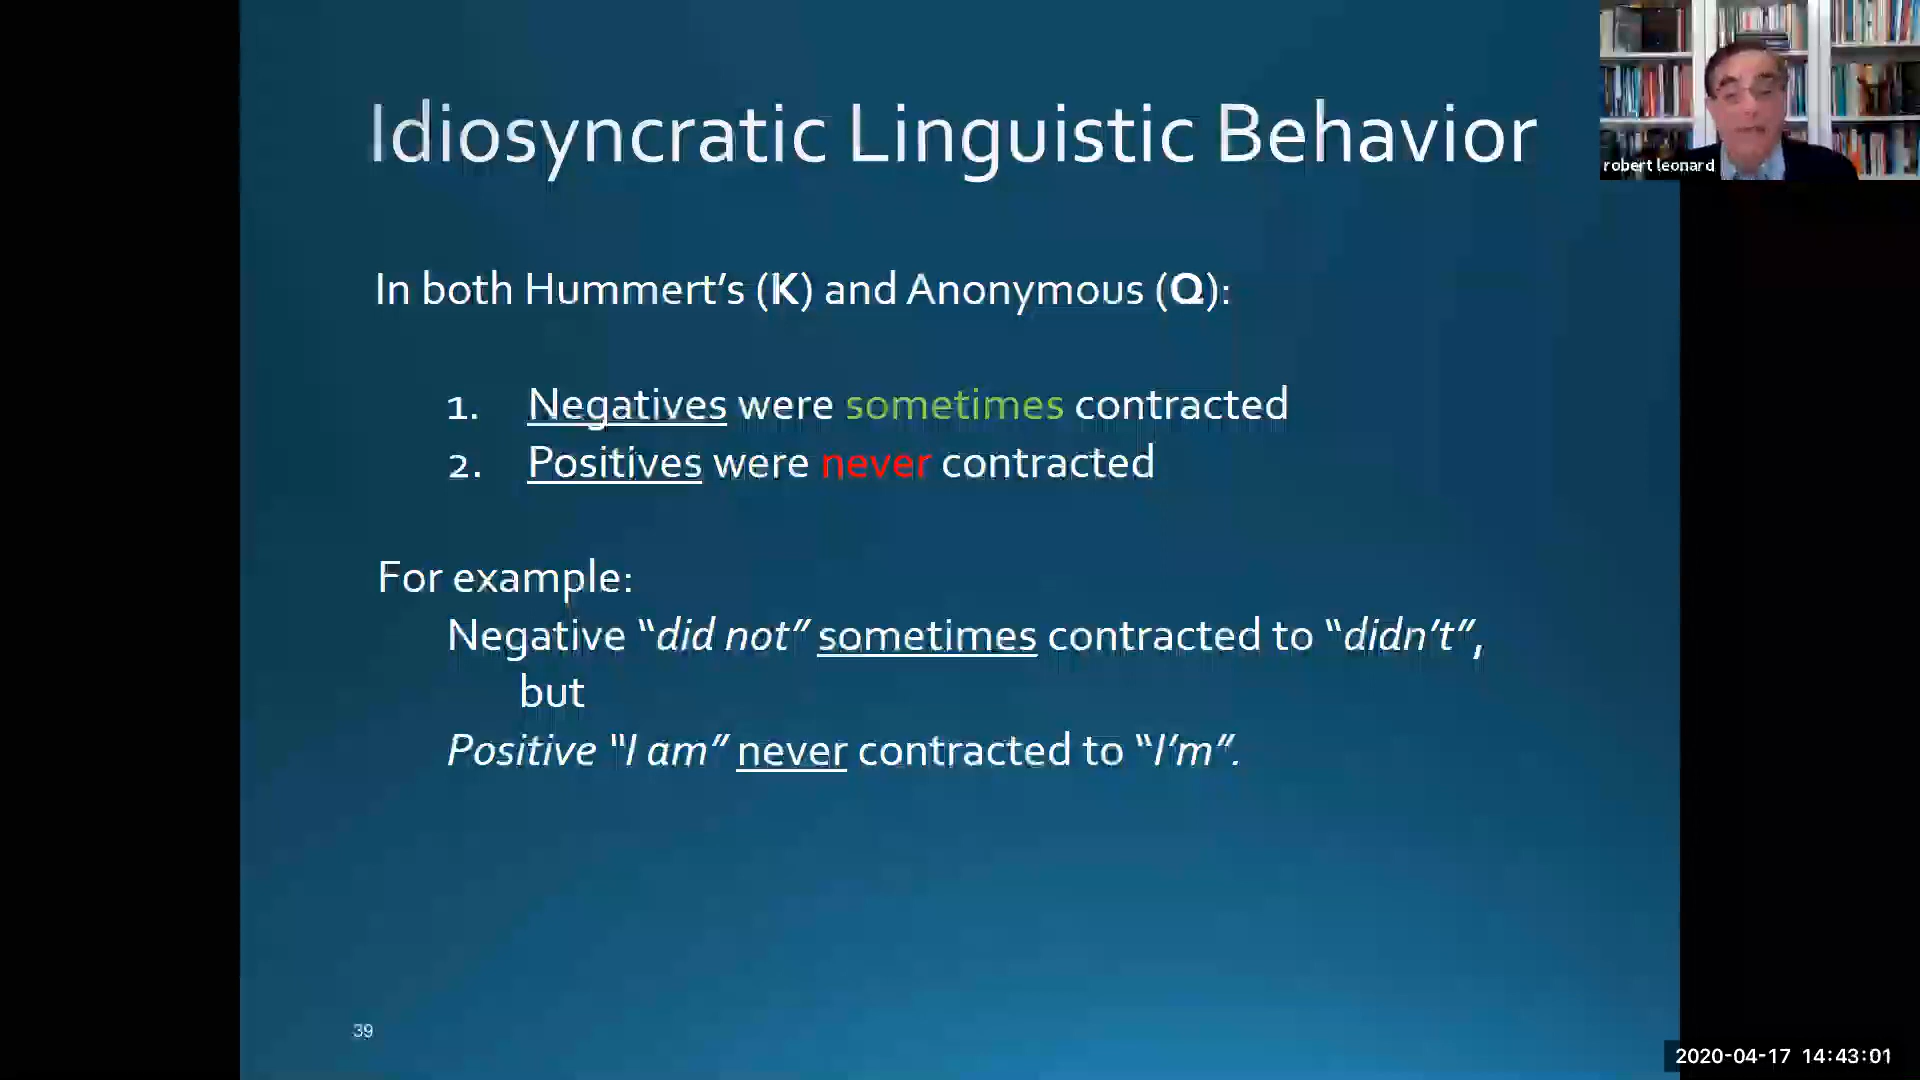 Idiosyncratic Linguistic Behavior
robert leonard
In both Hummert’s (K) and Anonymous (Q):
1. Negatives were sometimes contracted
2. Positives were never contracted
For example:
Negative “did not” sometimes contracted to “didn’t”,
but
Positive “I am” never contracted to “I’m”.
39
2020-04-17 14:43:01